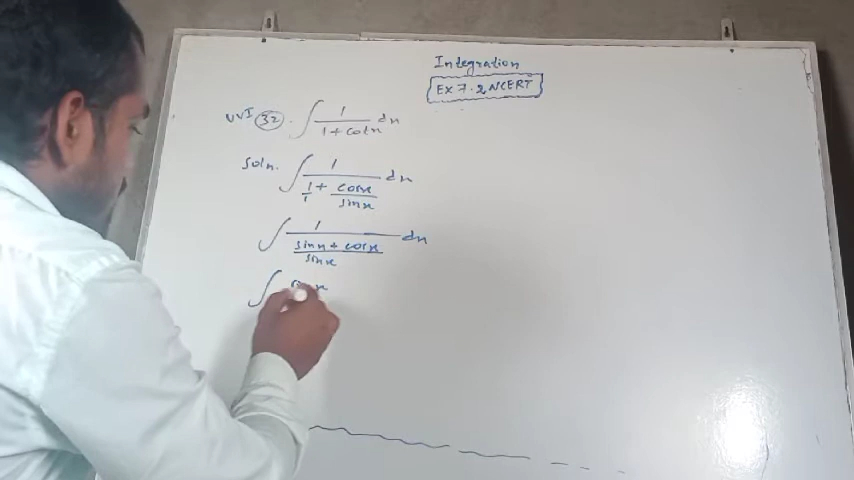 Integration
Ex 7.2 NCERT
VVI 32. ∫ 1/(1 + cotx) dx
Soln. ∫ 1/(1/1 + cosx/sinx) dx
∫ 1/((sinx + cosx)/sinx) dx
∫